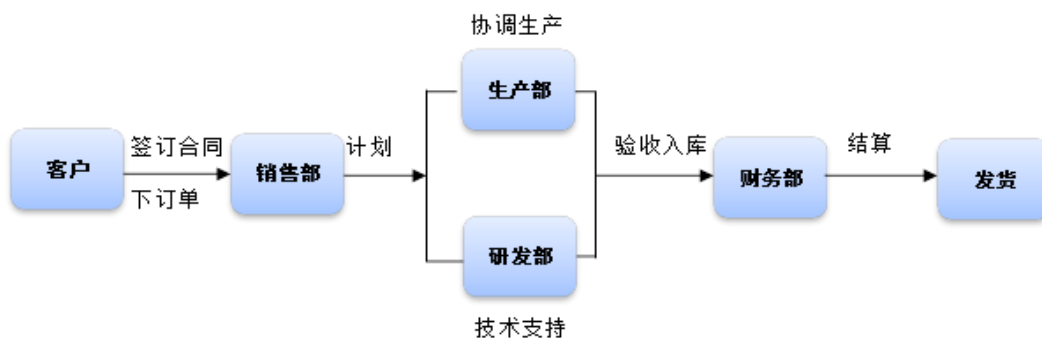 协调生产
生产部
签订合同
计划
验收入库
结算
客户
销售部
财务部
发货
下订单
研发部
技术支持